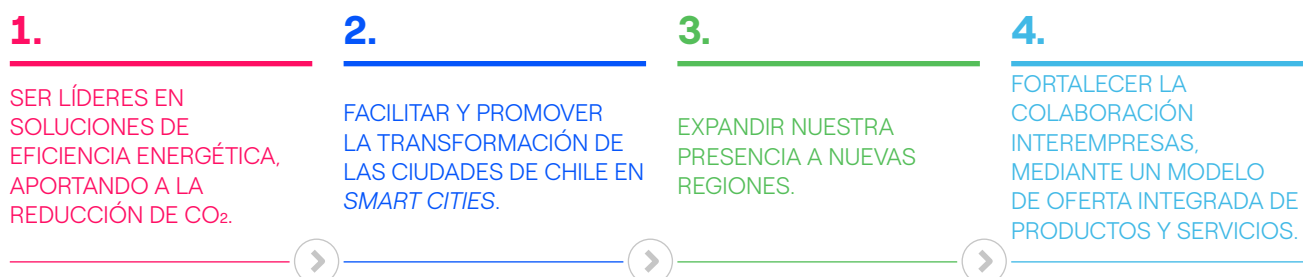 1.
SER LÍDERES EN
SOLUCIONES DE
EFICIENCIA ENERGÉTICA,
APORTANDO A LA
REDUCCIÓN DE CO₂.
2.
FACILITAR Y PROMOVER
LA TRANSFORMACIÓN DE
LAS CIUDADES DE CHILE EN
SMART CITIES.
3.
EXPANDIR NUESTRA
PRESENCIA A NUEVAS
REGIONES.
4.
FORTALECER LA
COLABORACIÓN
INTEREMPRESAS,
MEDIANTE UN MODELO
DE OFERTA INTEGRADA DE
PRODUCTOS Y SERVICIOS.